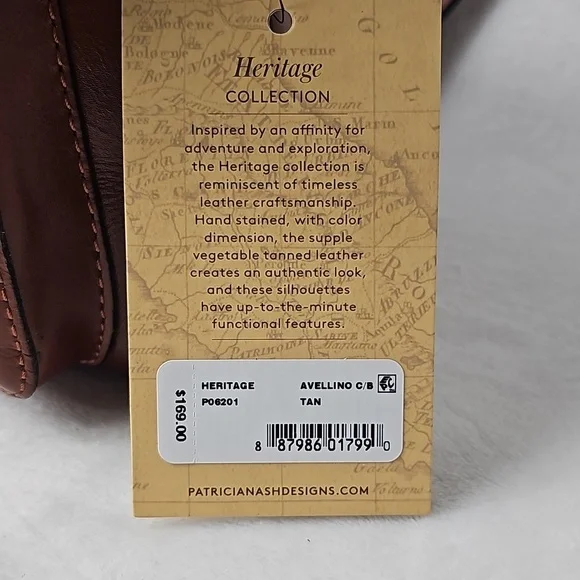 Heritage
COLLECTION
Inspired by an affinity for
adventure and exploration,
the Heritage collection is
reminiscent of timeless
leather craftsmanship.
Hand stained, with color
dimension, the supple
vegetable tanned leather
creates an authentic look,
and these silhouettes
have up-to-the-minute
functional features.
$169.00
HERITAGE AVELLINO C/B
P06201 TAN
8 87986 01799 0
PATRICIANASHDESIGNS.COM